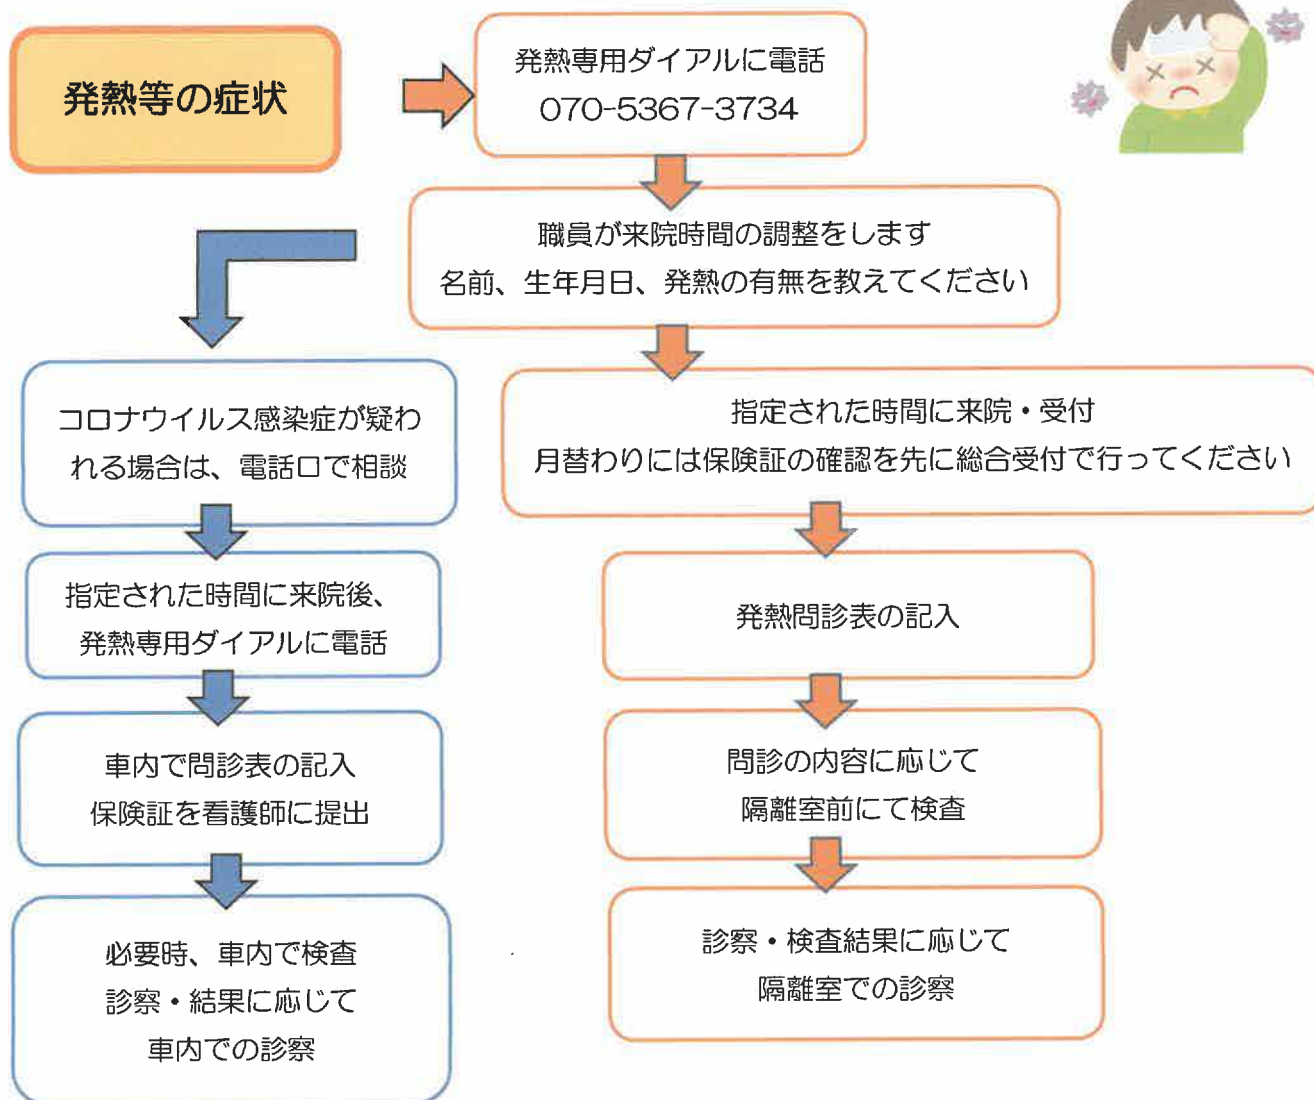 発熱等の症状
発熱専用ダイアルに電話
070-5367-3734
職員が来院時間の調整をします
名前、生年月日、発熱の有無を教えてください
コロナウイルス感染症が疑わ
れる場合は、電話口で相談
指定された時間に来院後、
発熱専用ダイアルに電話
車内で問診表の記入
保険証を看護師に提出
必要時、車内で検査
診察・結果に応じて
車内での診察
指定された時間に来院・受付
月替わりには保険証の確認を先に総合受付で行ってください
発熱問診表の記入
問診の内容に応じて
隔離室前にて検査
診察・検査結果に応じて
隔離室での診察